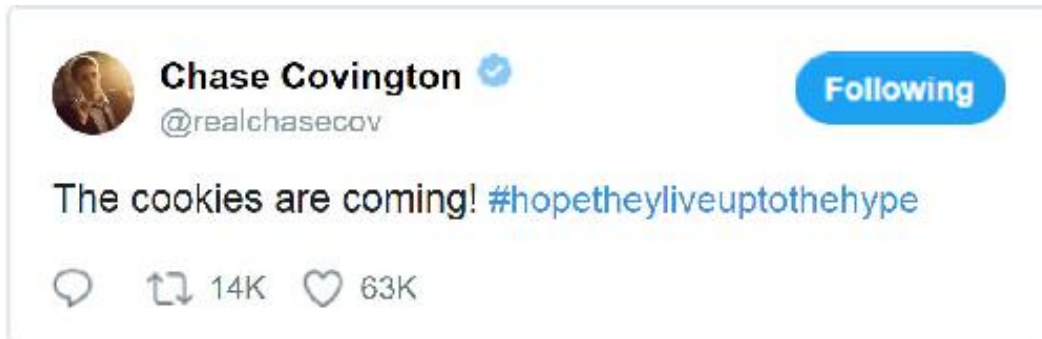 Chase Covington
Following
@realchasecov
The cookies are coming! #hopetheyliveuptothehype
14K 63K